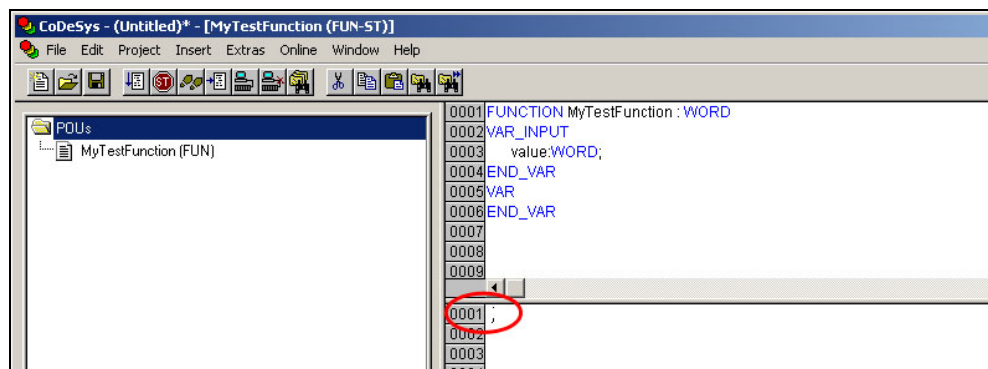 CoDeSys - (Untitled)* - [MyTestFunction (FUN-ST)]
File Edit Project Insert Extras Online Window Help
POUs
MyTestFunction (FUN)
0001 FUNCTION MyTestFunction : WORD
0002 VAR_INPUT
0003 value:WORD;
0004 END_VAR
0005 VAR
0006 END_VAR
0007
0008
0009
0001 ;
0002
0003